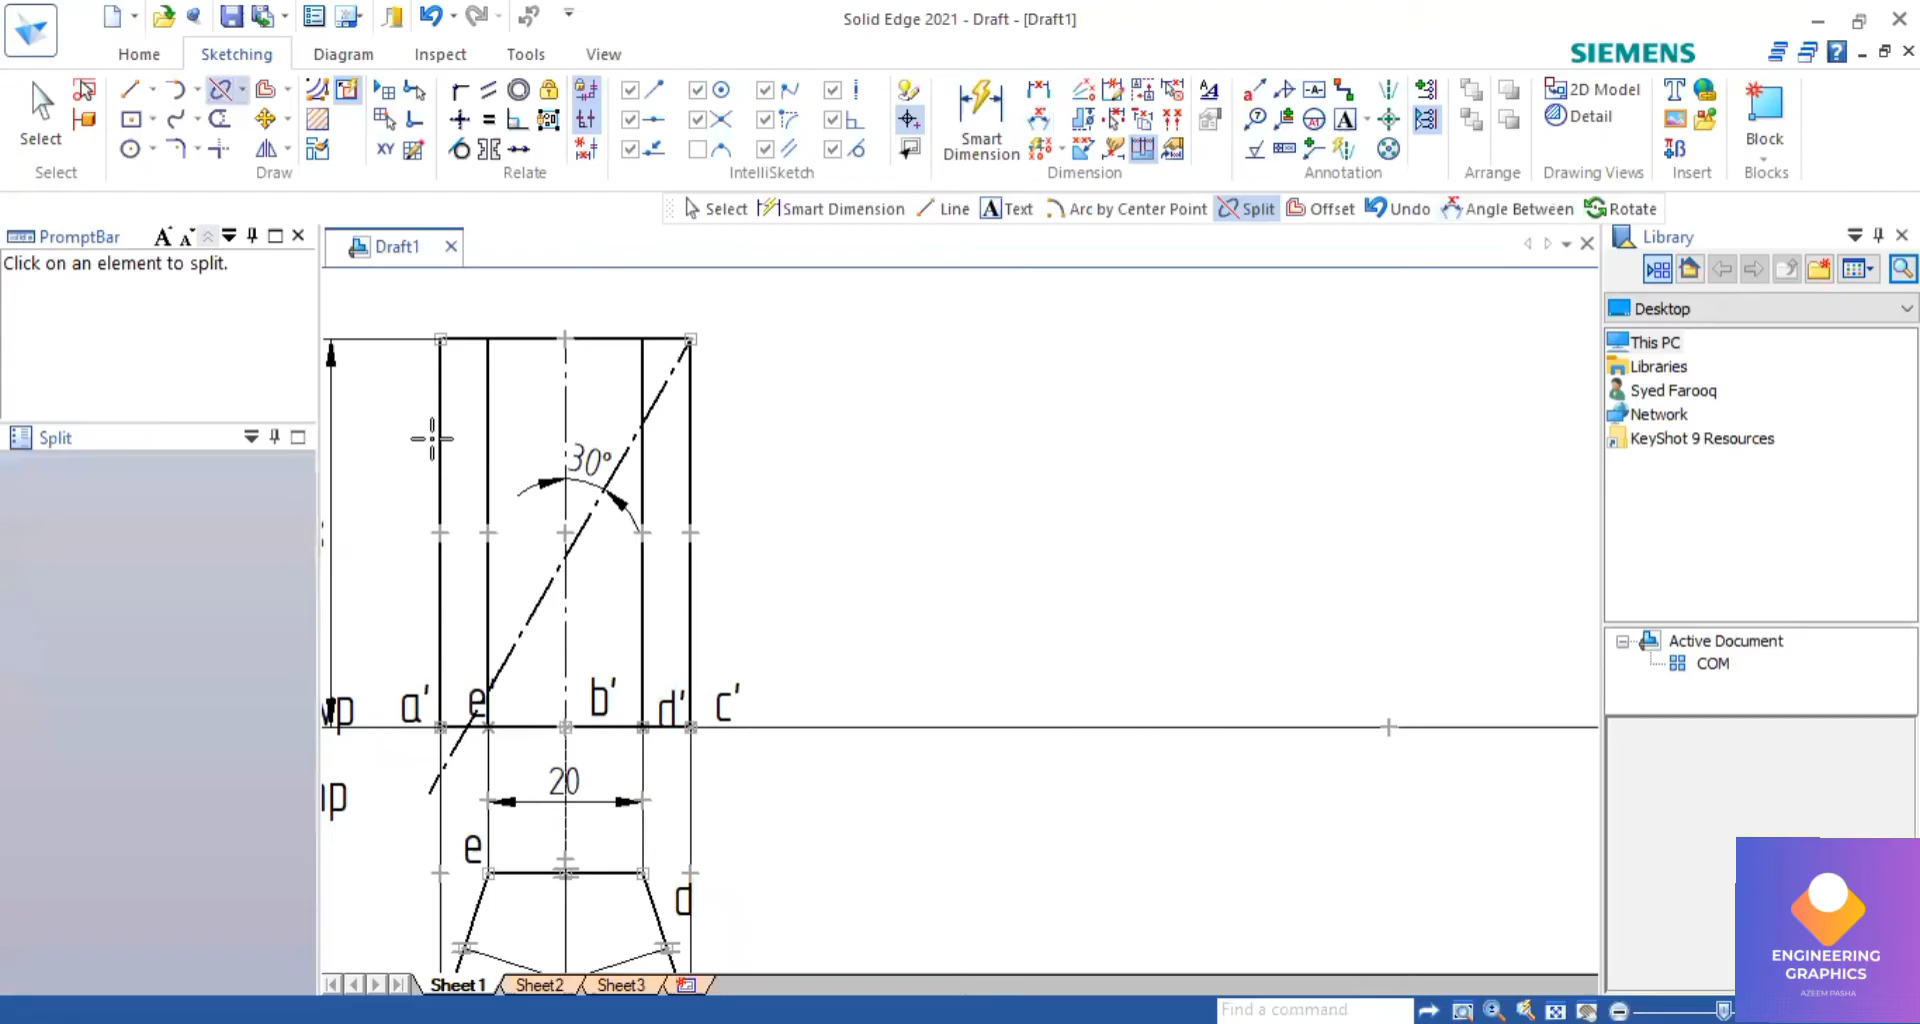 Solid Edge 2021 - Draft - [Draft1]
Home
Sketching
Diagram
Inspect
Tools
View
SIEMENS
Select
XY
Smart
Dimension
2D Model
Detail
Block
Select
Draw
Relate
IntelliSketch
Dimension
Annotation
Arrange
Drawing Views
Insert
Blocks
Select
Smart Dimension
Line
Text
Arc by Center Point
Split
Offset
Undo
Angle Between
Rotate
PromptBar
Draft1
Library
Click on an element to split.
Desktop
This PC
Libraries
Syed Farooq
Network
KeyShot 9 Resources
Split
30°
Active Document
COM
a'
e'
b'
d'
c'
20
e
d
ENGINEERING
GRAPHICS
AZEEM PASHA
Sheet1
Sheet2
Sheet3
Find a command